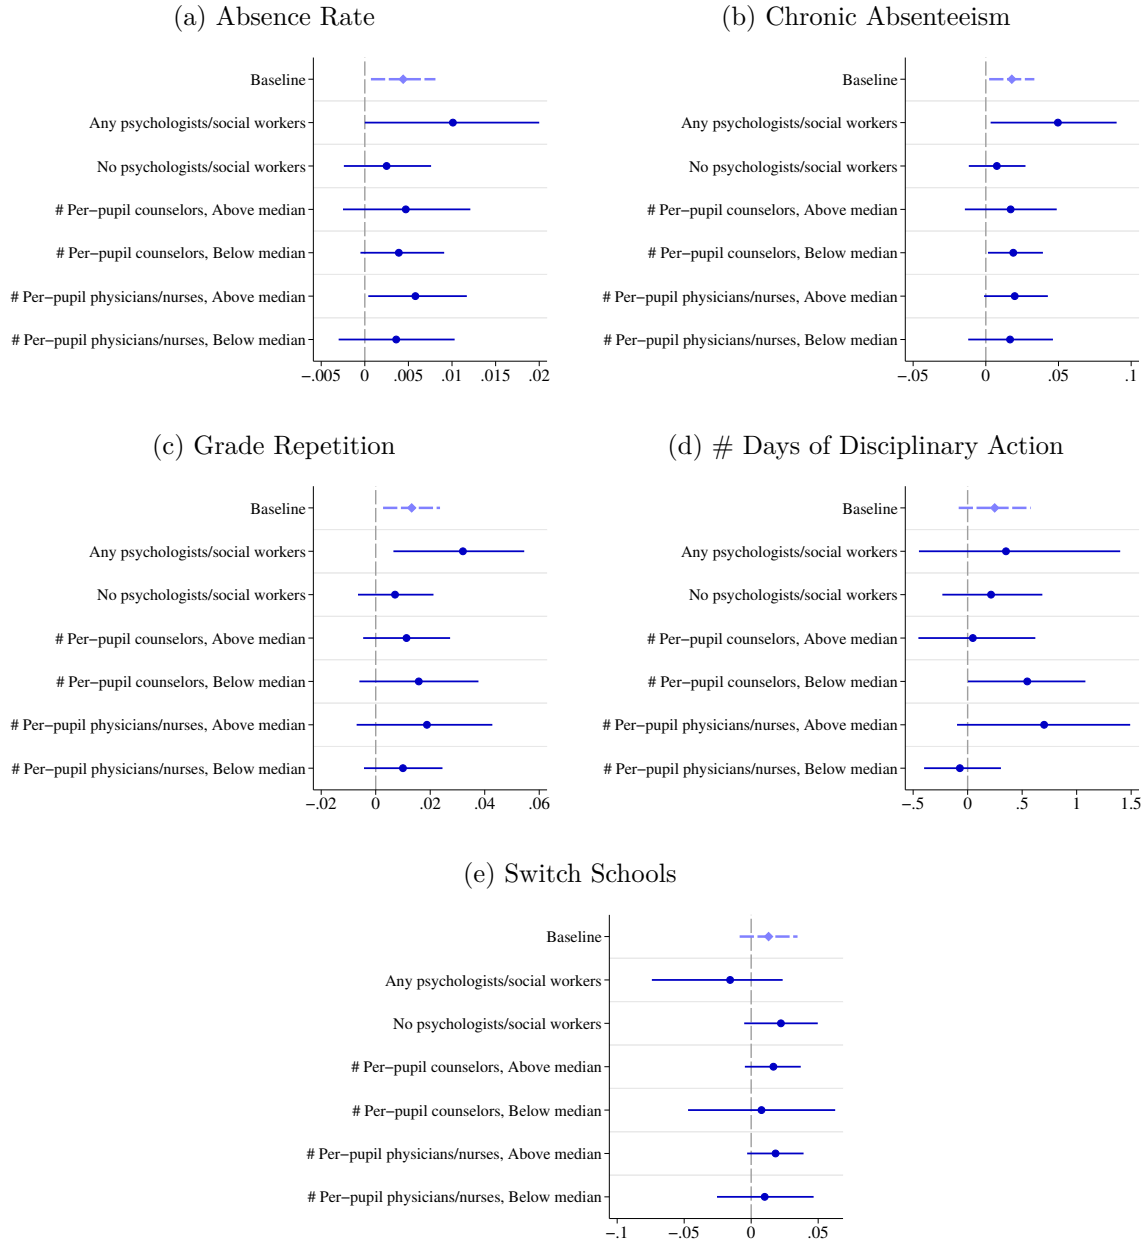 (a) Absence Rate
Baseline
Any psychologists/social workers
No psychologists/social workers
# Per−pupil counselors, Above median
# Per−pupil counselors, Below median
# Per−pupil physicians/nurses, Above median
# Per−pupil physicians/nurses, Below median
−.005 0 .005 .01 .015 .02
(b) Chronic Absenteeism
Baseline
Any psychologists/social workers
No psychologists/social workers
# Per−pupil counselors, Above median
# Per−pupil counselors, Below median
# Per−pupil physicians/nurses, Above median
# Per−pupil physicians/nurses, Below median
−.05 0 .05 .1
(c) Grade Repetition
Baseline
Any psychologists/social workers
No psychologists/social workers
# Per−pupil counselors, Above median
# Per−pupil counselors, Below median
# Per−pupil physicians/nurses, Above median
# Per−pupil physicians/nurses, Below median
−.02 0 .02 .04 .06
(d) # Days of Disciplinary Action
Baseline
Any psychologists/social workers
No psychologists/social workers
# Per−pupil counselors, Above median
# Per−pupil counselors, Below median
# Per−pupil physicians/nurses, Above median
# Per−pupil physicians/nurses, Below median
−.5 0 .5 1 1.5
(e) Switch Schools
Baseline
Any psychologists/social workers
No psychologists/social workers
# Per−pupil counselors, Above median
# Per−pupil counselors, Below median
# Per−pupil physicians/nurses, Above median
# Per−pupil physicians/nurses, Below median
−.1 −.05 0 .05